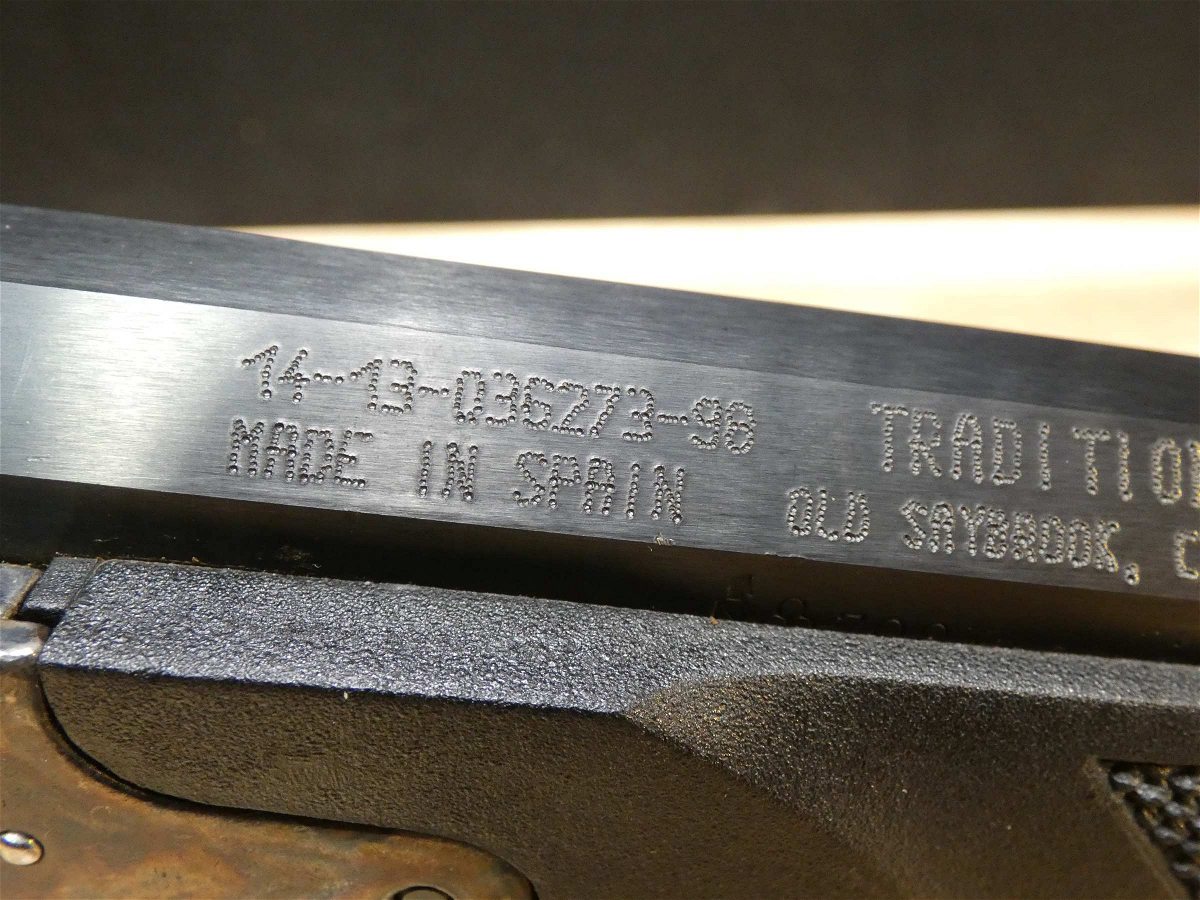 14-13-036273-98
MADE IN SPAIN
TRADITIO
OLD SAYBROOK, C